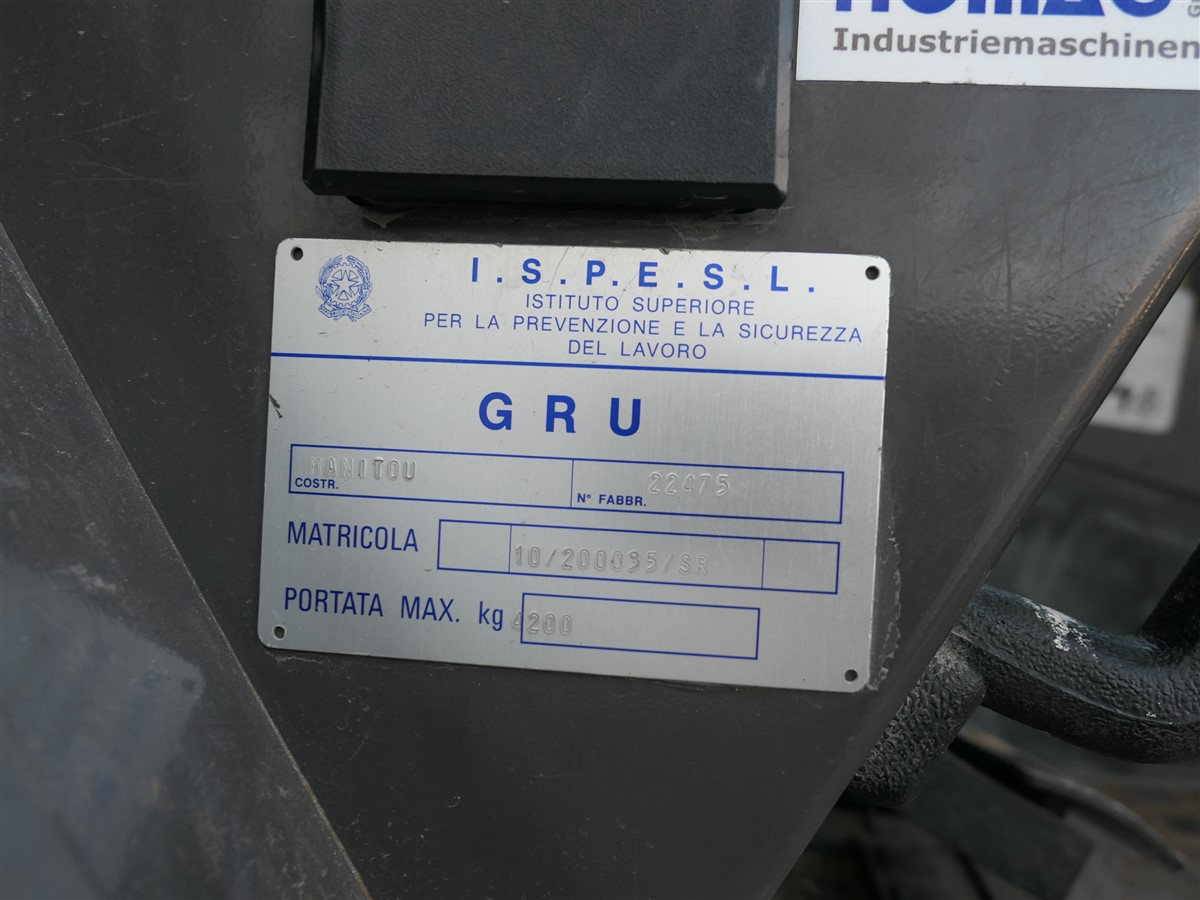 Industriemaschinen
I.S.P.E.S.L.
ISTITUTO SUPERIORE
PER LA PREVENZIONE E LA SICUREZZA
DEL LAVORO
GRU
MANITOU 22475
COSTR. N° FABBR.
MATRICOLA 10/200035/SR
PORTATA MAX. kg 4200